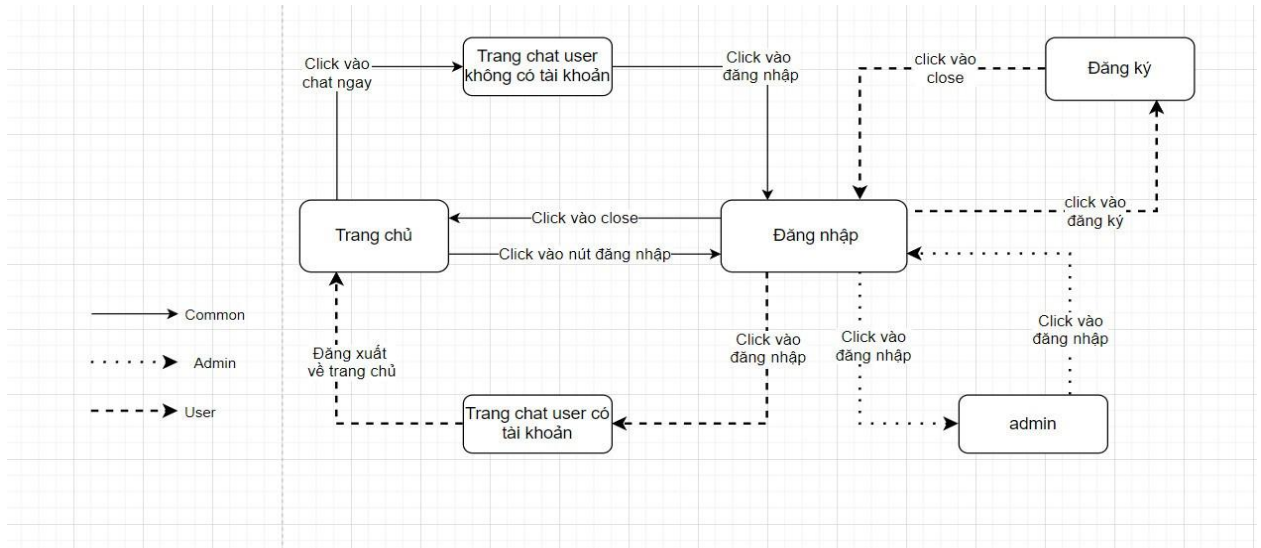 Trang chat user
không có tài khoản
Click vào
chat ngay
Click vào
đăng nhập
click vào
close
Đăng ký
click vào
đăng ký
Trang chủ
Click vào close
Click vào nút đăng nhập
Đăng nhập
Common
Admin
User
Đăng xuất
về trang chủ
Click vào
đăng nhập
Click vào
đăng nhập
Click vào
đăng nhập
Trang chat user có
tài khoản
admin